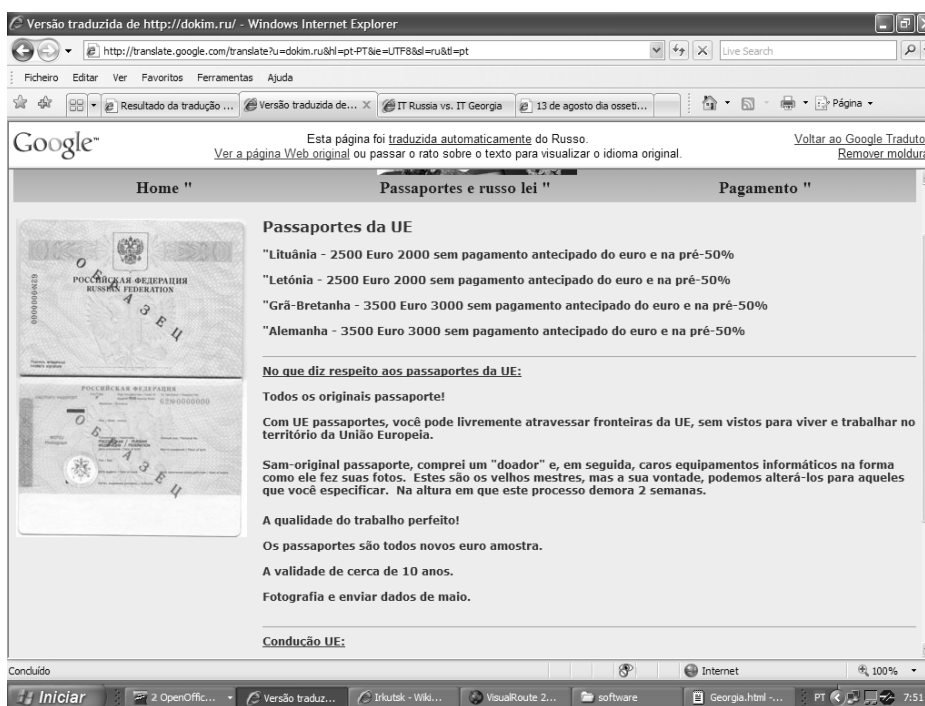 Versão traduzida de http://dokim.ru/ - Windows Internet Explorer
http://translate.google.com/translate?u=dokim.ru&hl=pt-PT&ie=UTF8&sl=ru&tl=pt
Live Search
Ficheiro Editar Ver Favoritos Ferramentas Ajuda
Resultado da tradução ... Versão traduzida de... X IT Russia vs. IT Georgia 13 de agosto dia osseti... Página
Google™
Esta página foi traduzida automaticamente do Russo.
Ver a página Web original ou passar o rato sobre o texto para visualizar o idioma original.
Voltar ao Google Traduto
Remover moldura
Home " Passaportes e russo lei " Pagamento "
РОССИЙСКАЯ ФЕДЕРАЦИЯ
RUSSIAN FEDERATION
ОБРАЗЕЦ
РОССИЙСКАЯ ФЕДЕРАЦИЯ
ОБРАЗЕЦ
Passaportes da UE
"Lituânia - 2500 Euro 2000 sem pagamento antecipado do euro e na pré-50%
"Letónia - 2500 Euro 2000 sem pagamento antecipado do euro e na pré-50%
"Grã-Bretanha - 3500 Euro 3000 sem pagamento antecipado do euro e na pré-50%
"Alemanha - 3500 Euro 3000 sem pagamento antecipado do euro e na pré-50%
No que diz respeito aos passaportes da UE:
Todos os originais passaporte!
Com UE passaportes, você pode livremente atravessar fronteiras da UE, sem vistos para viver e trabalhar no
território da União Europeia.
Sam-original passaporte, comprei um "doador" e, em seguida, caros equipamentos informáticos na forma
como ele fez suas fotos. Estes são os velhos mestres, mas a sua vontade, podemos alterá-los para aqueles
que você especificar. Na altura em que este processo demora 2 semanas.
A qualidade do trabalho perfeito!
Os passaportes são todos novos euro amostra.
A validade de cerca de 10 anos.
Fotografia e enviar dados de maio.
Condução UE:
Concluído Internet 100%
Iniciar 2 OpenOffic... Versão traduz... Irkutsk - Wiki... VisualRoute 2... software Georgia.html -... PT 7:51